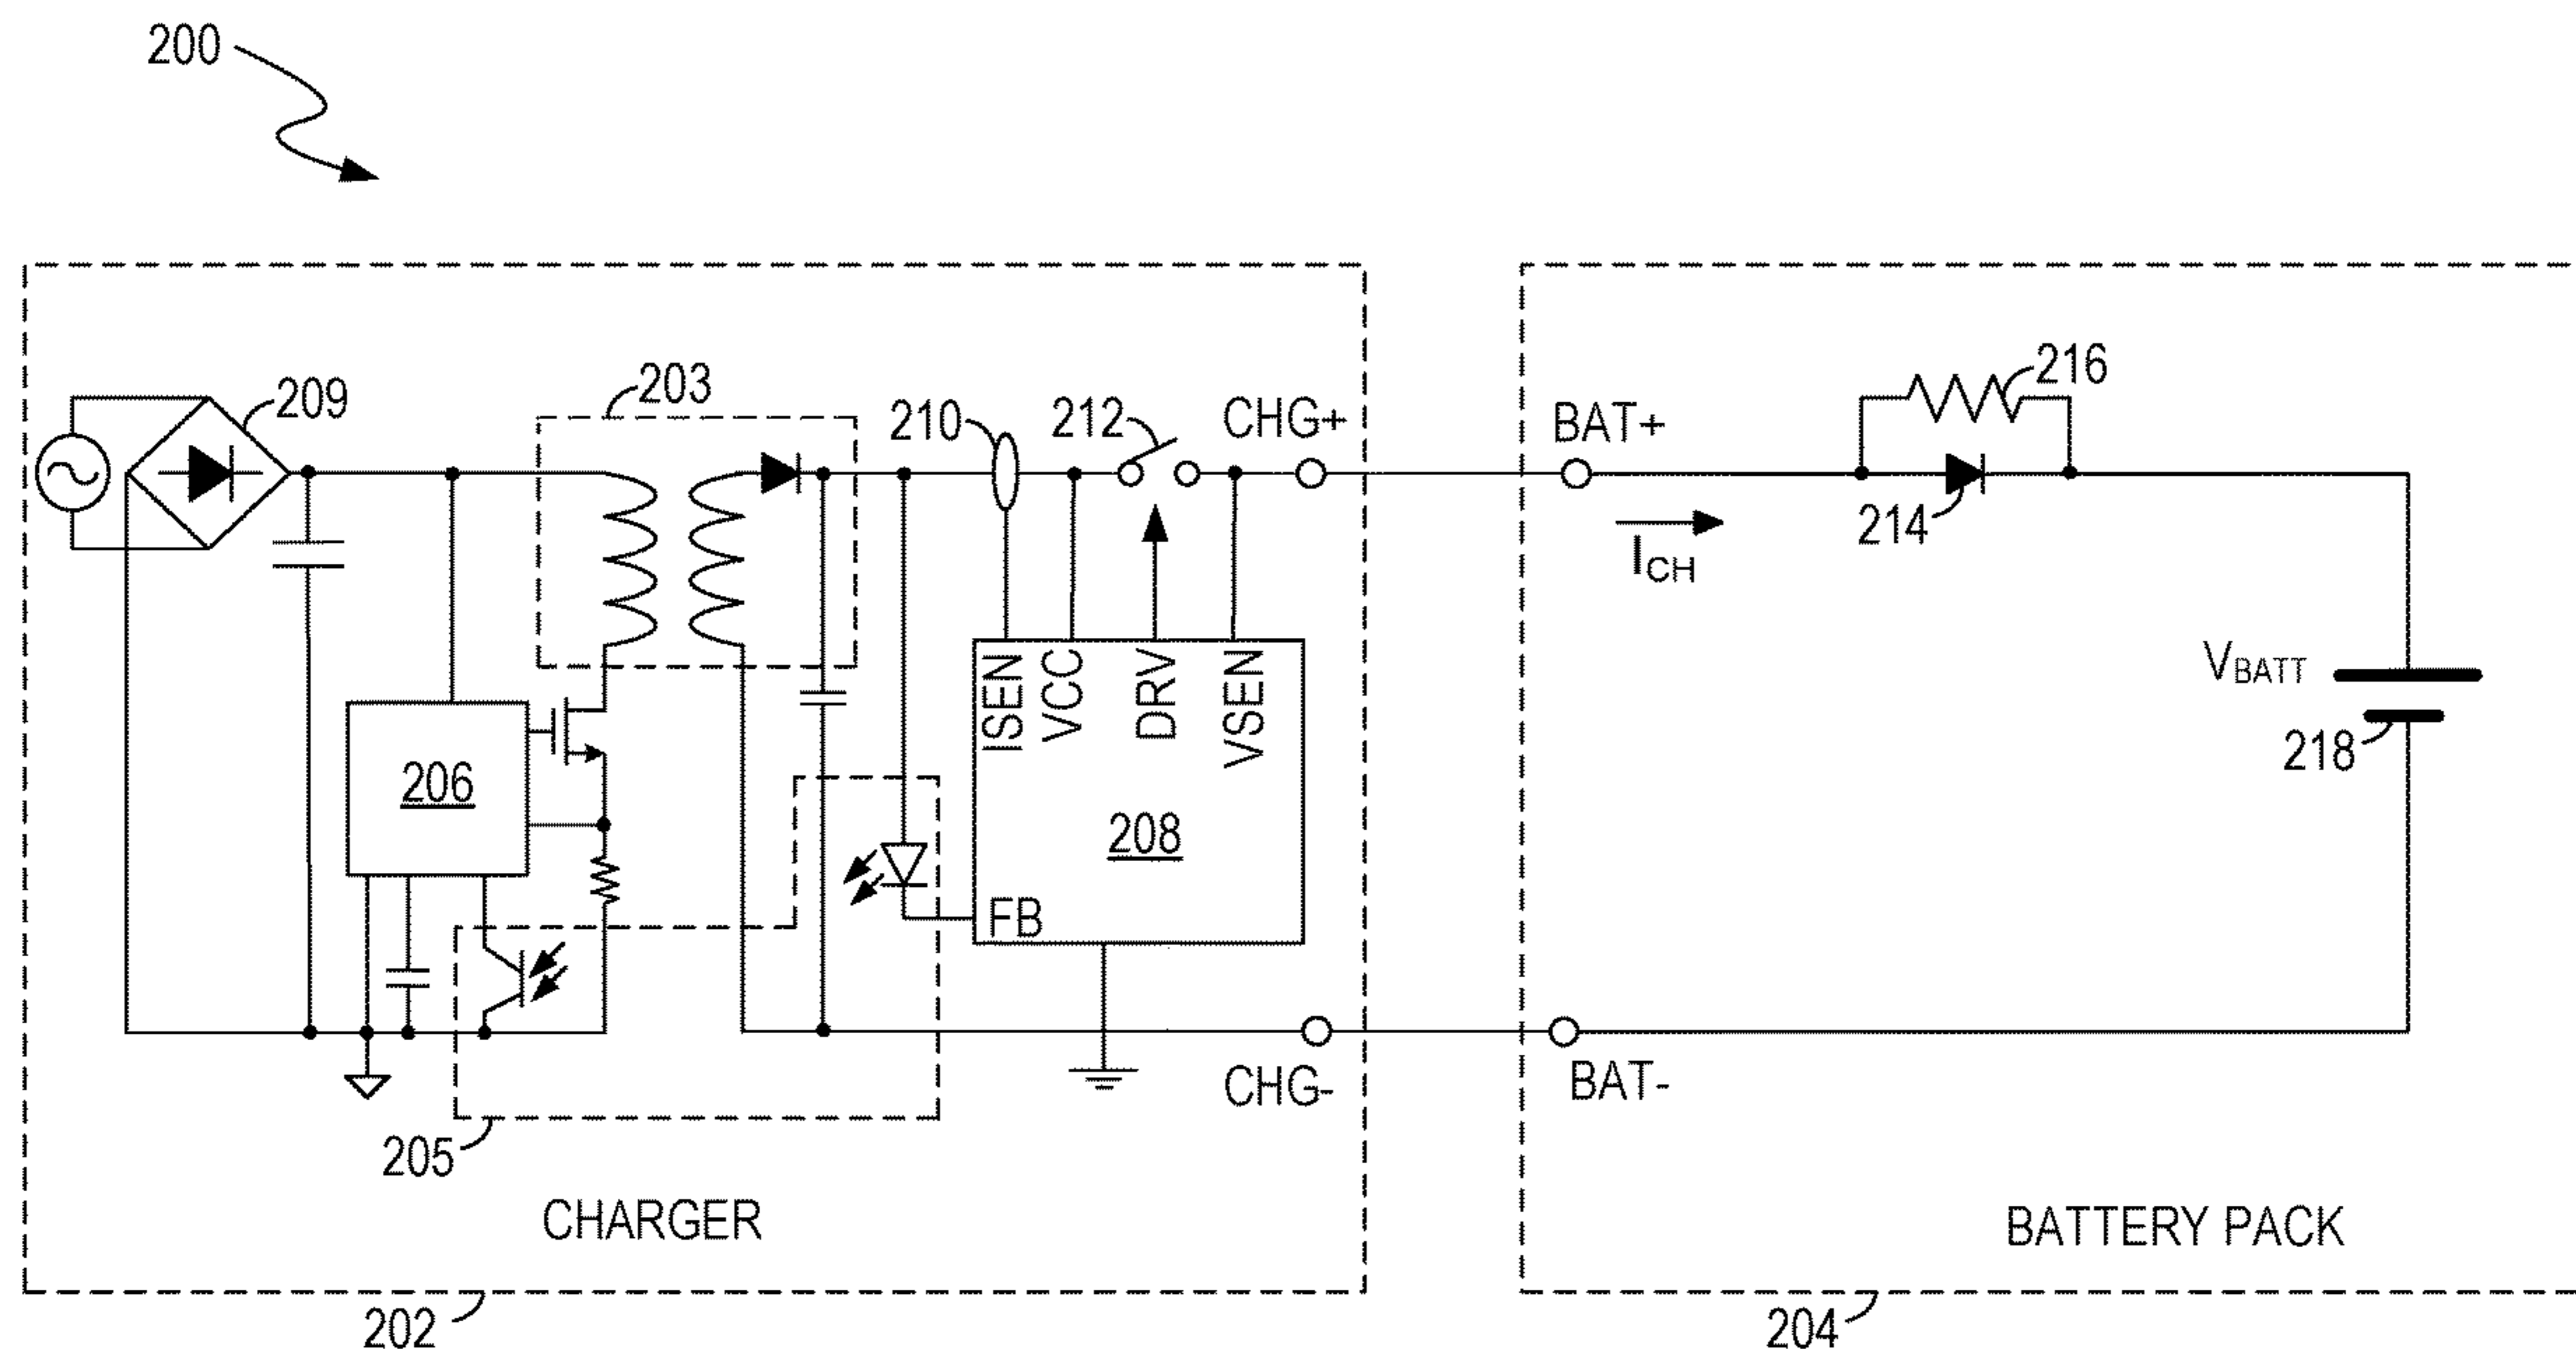 200
209
203
210
212
CHG+
BAT+
216
214
I_CH
ISEN
VCC
DRV
VSEN
V_BATT
218
206
208
FB
CHG-
BAT-
205
CHARGER
BATTERY PACK
202
204